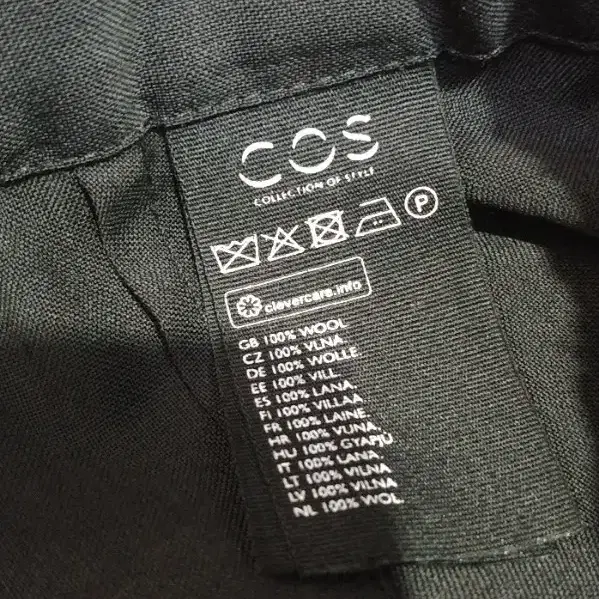 COS
COLLECTION OF STYLE
P
clevercare.info
GB 100% WOOL
CZ 100% VLNA
DE 100% WOLLE.
EE 100% VILL.
ES 100% LANA.
FI 100% VILLAA
FR 100% LAINE.
HR 100% VUNA.
HU 100% GYAPJÚ
IT 100% LANA.
LT 100% VILNA
LV 100% VILNA
NL 100% WOL.